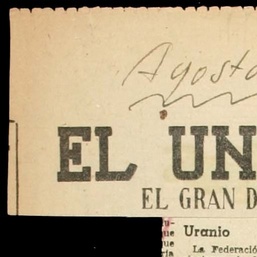 Agosto
EL UN
EL GRAN D
Uranio
La Federació